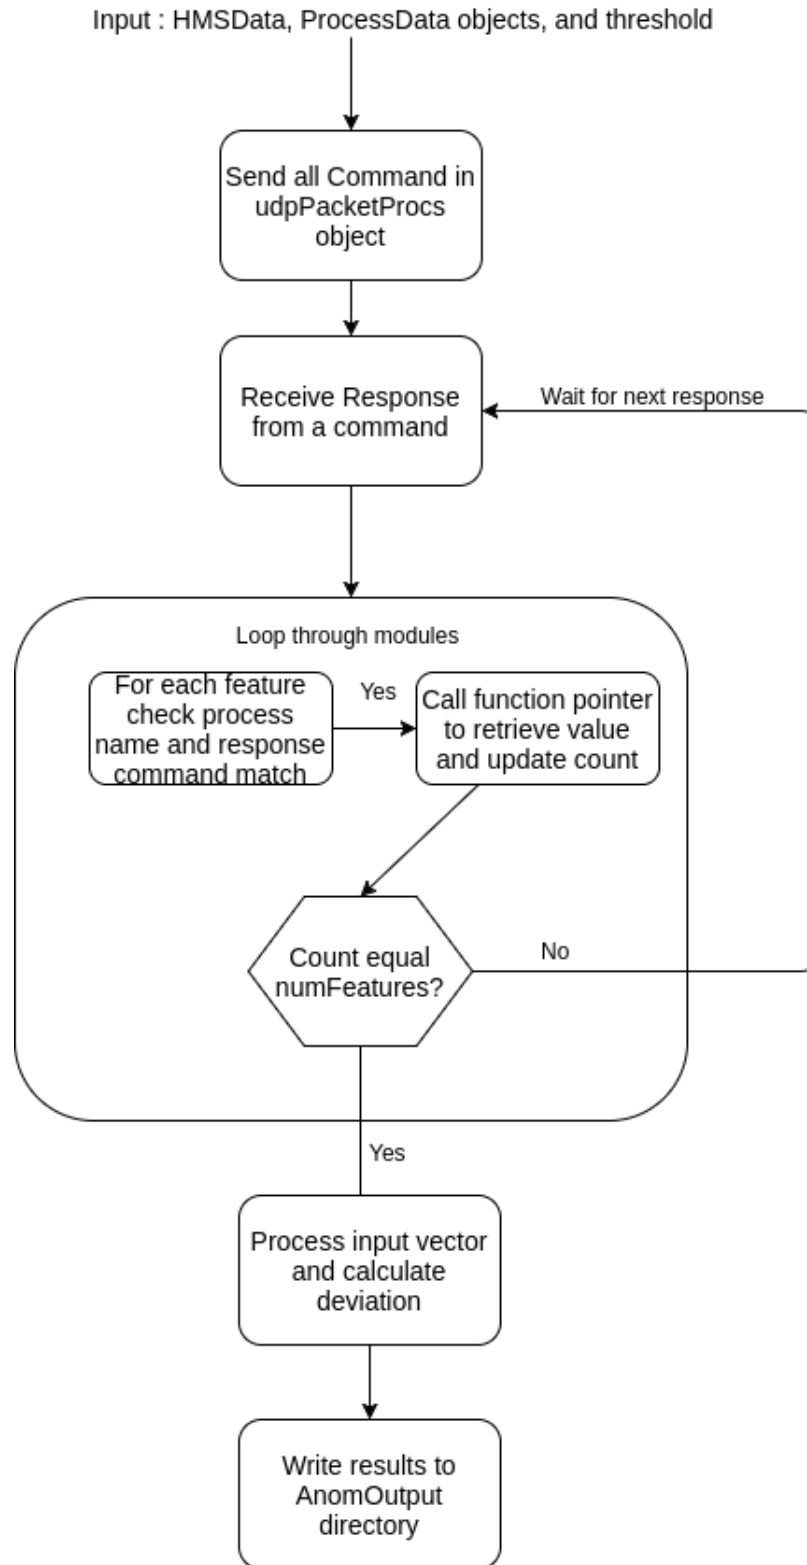 Input : HMSData, ProcessData objects, and threshold
Send all Command in
udpPacketProcs
object
Receive Response
from a command
Wait for next response
Loop through modules
For each feature
check process
name and response
command match
Yes
Call function pointer
to retrieve value
and update count
Count equal
numFeatures?
No
Yes
Process input vector
and calculate
deviation
Write results to
AnomOutput
directory